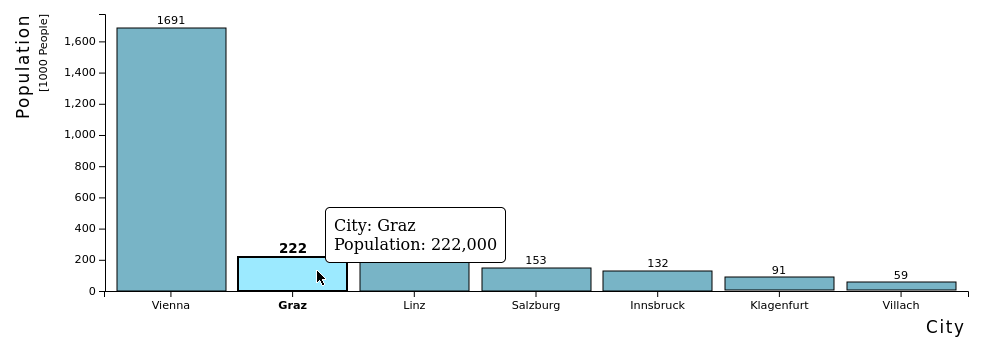 Population
[1000 People]
1,600
1,400
1,200
1,000
800
600
400
200
0
1691
222
153
132
91
59
City: Graz
Population: 222,000
Vienna
Graz
Linz
Salzburg
Innsbruck
Klagenfurt
Villach
City